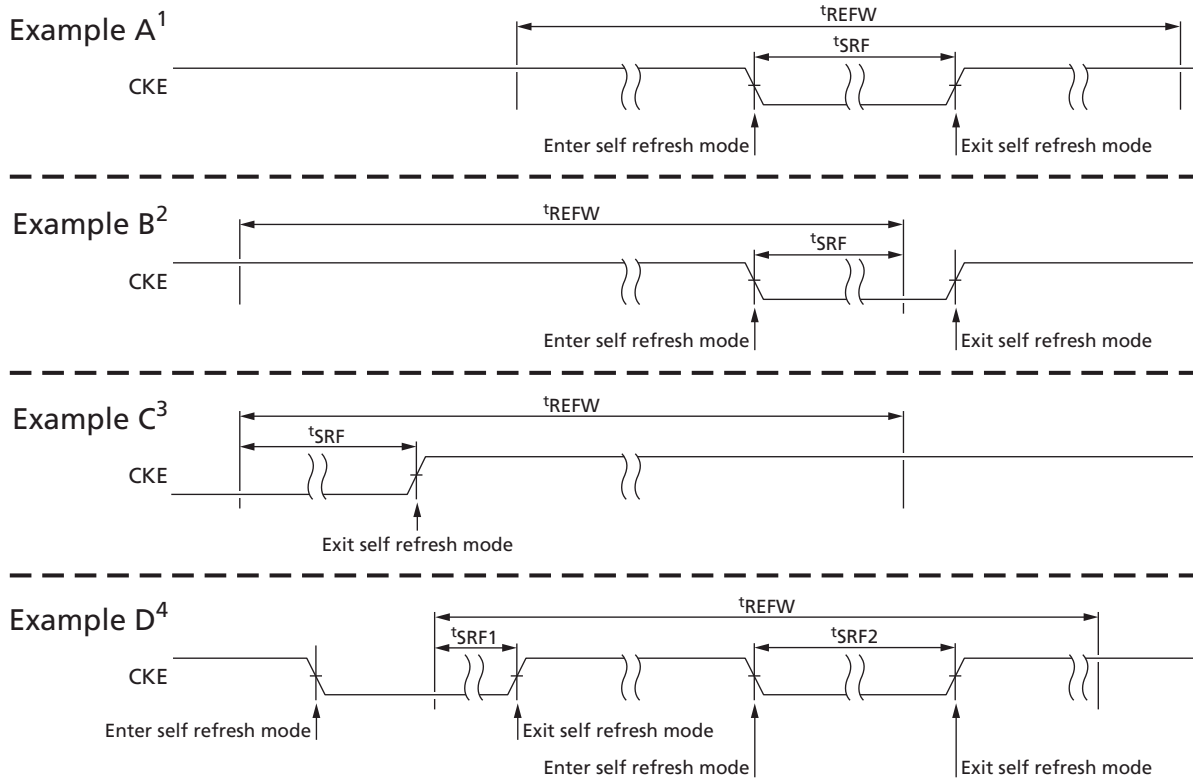 Example A¹
tREFW
tSRF
CKE
Enter self refresh mode
Exit self refresh mode
Example B²
tREFW
tSRF
CKE
Enter self refresh mode
Exit self refresh mode
Example C³
tREFW
tSRF
CKE
Exit self refresh mode
Example D⁴
tREFW
tSRF1
tSRF2
CKE
Enter self refresh mode
Exit self refresh mode
Enter self refresh mode
Exit self refresh mode